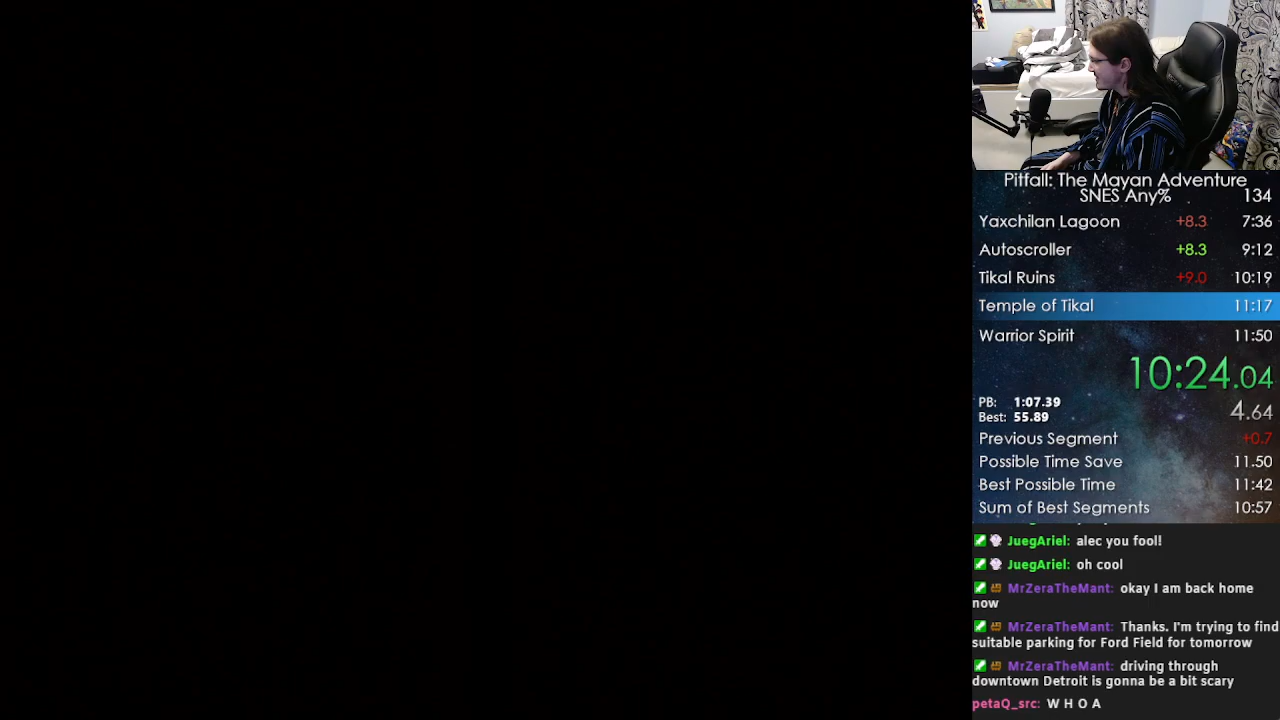 Pitfall: The Mayan Adventure
SNES Any% 134
Yaxchilan Lagoon +8.3 7:36
Autoscroller +8.3 9:12
Tikal Ruins +9.0 10:19
Temple of Tikal 11:17
Warrior Spirit 11:50
10:24.04
PB: 1:07.39
Best: 55.89
4.64
Previous Segment +0.7
Possible Time Save 11.50
Best Possible Time 11:42
Sum of Best Segments 10:57
JuegAriel: alec you fool!
JuegAriel: oh cool
MrZeraTheMant: okay I am back home
now
MrZeraTheMant: Thanks. I'm trying to find
suitable parking for Ford Field for tomorrow
MrZeraTheMant: driving through
downtown Detroit is gonna be a bit scary
petaQ_src: W H O A